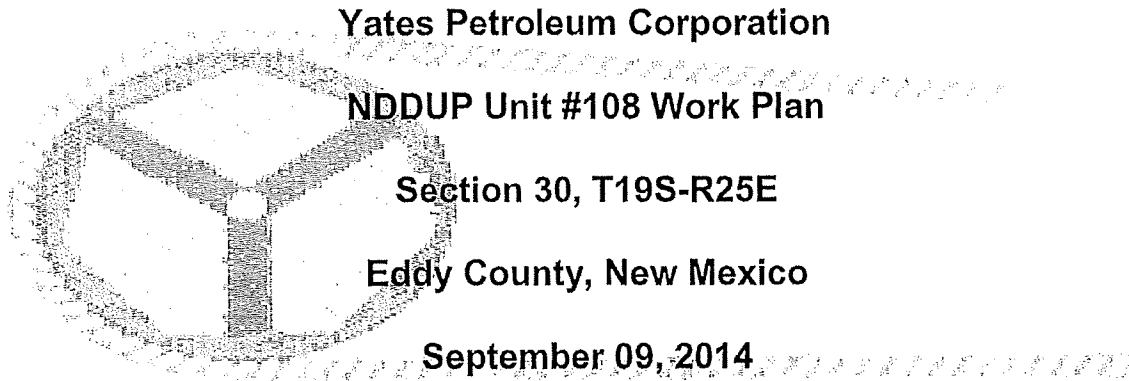 Yates Petroleum Corporation
NDDUP Unit #108 Work Plan
Section 30, T19S-R25E
Eddy County, New Mexico
September 09, 2014